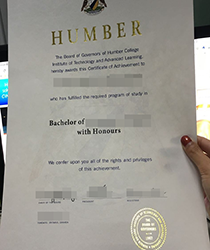 HUMBER
The Board of Governors of Humber College
Institute of Technology and Advanced Learning
hereby awards this Certificate of Achievement to
who has fulfilled the required program of study in
Bachelor of
with Honours
We confer upon you all of the rights and privileges
of this achievement.